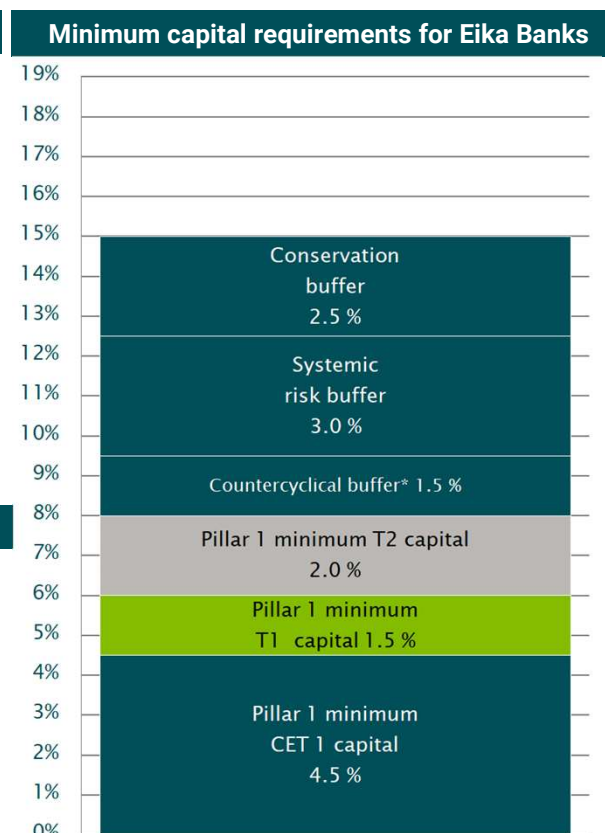 Minimum capital requirements for Eika Banks
19%
18%
17%
16%
15%
14%
13%
12%
11%
10%
9%
8%
7%
6%
5%
4%
3%
2%
1%
0%
Conservation
buffer
2.5 %
Systemic
risk buffer
3.0 %
Countercyclical buffer* 1.5 %
Pillar 1 minimum T2 capital
2.0 %
Pillar 1 minimum
T1 capital 1.5 %
Pillar 1 minimum
CET 1 capital
4.5 %